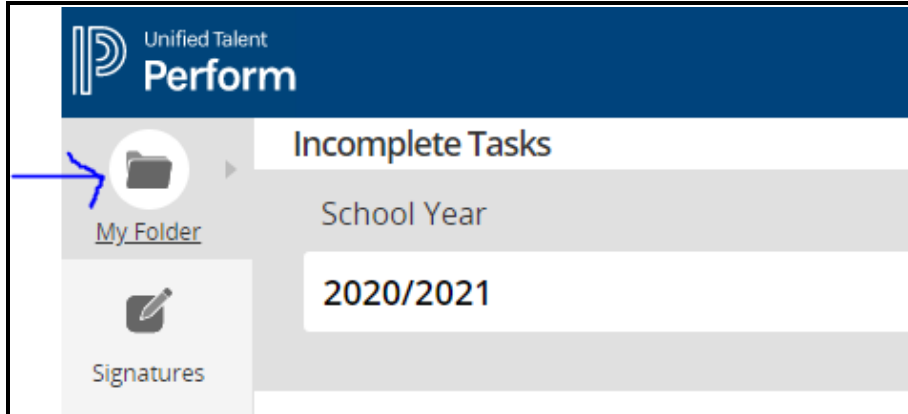 Unified Talent
Perform
Incomplete Tasks
My Folder
School Year
2020/2021
Signatures